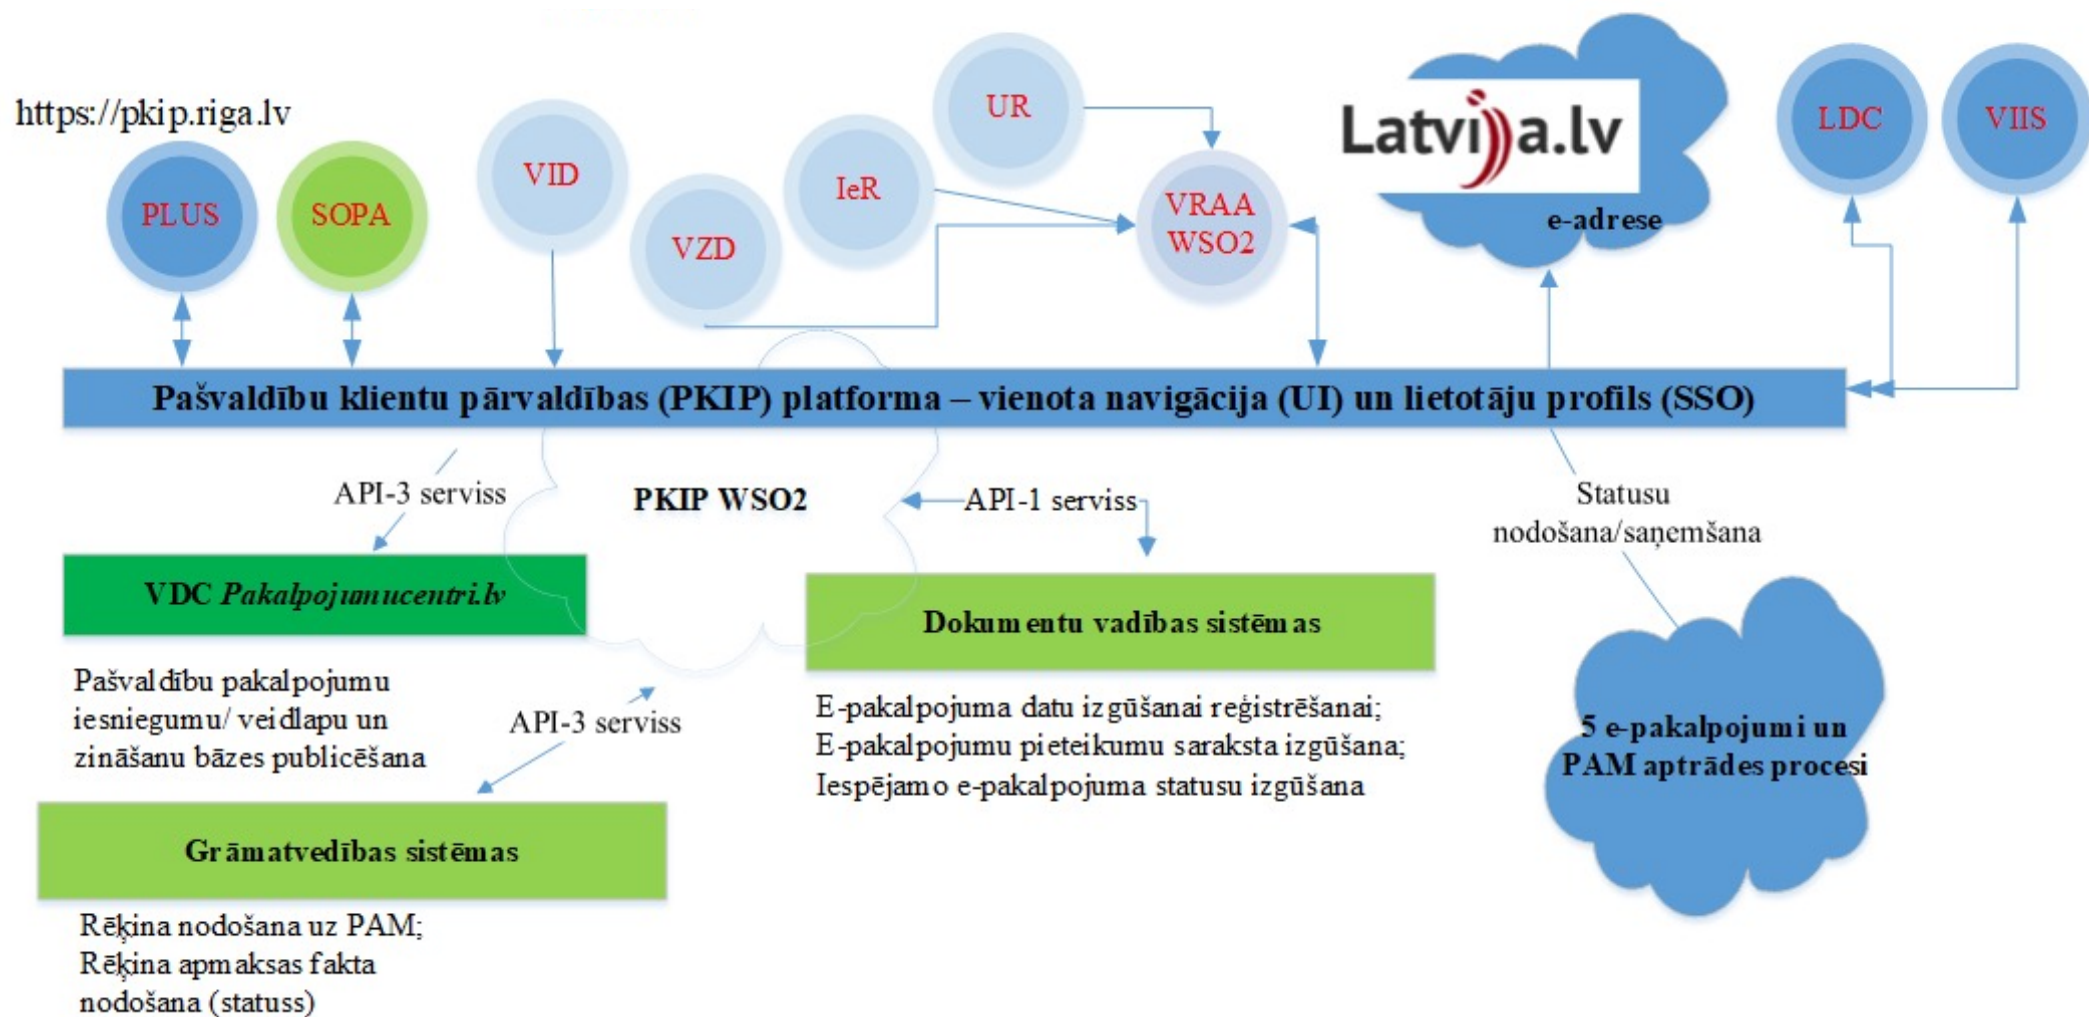 https://pkip.riga.lv
PLUS
SOPA
VID
VZD
IeR
UR
VRAA
WSO2
Latvija.lv
e-adrese
LDC
VIIS
Pašvaldību klientu pārvaldības (PKIP) platforma – vienota navigācija (UI) un lietotāju profils (SSO)
API-3 serviss
PKIP WSO2
API-1 serviss
Statusu
nodošana/saņemšana
VDC Pakalpojumucentri.lv
Dokumentu vadības sistēmas
Pašvaldību pakalpojumu
iesniegumu/ veidlapu un
zināšanu bāzes publicēšana
API-3 serviss
E-pakalpojuma datu izgūšanai reģistrēšanai;
E-pakalpojumu pieteikumu saraksta izgūšana;
Iespējamo e-pakalpojuma statusu izgūšana
5 e-pakalpojumi un
PAM aptrādes procesi
Grāmatvedības sistēmas
Rēķina nodošana uz PAM;
Rēķina apmaksas fakta
nodošana (statuss)